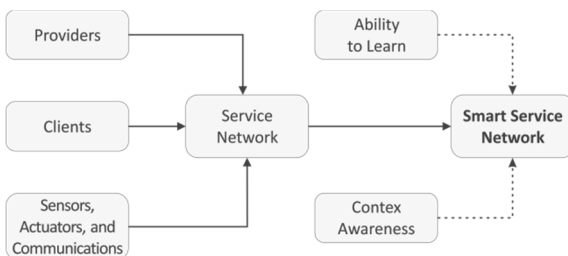 Providers
Ability
to Learn
Clients
Service
Network
Smart Service
Network
Sensors,
Actuators, and
Communications
Contex
Awareness